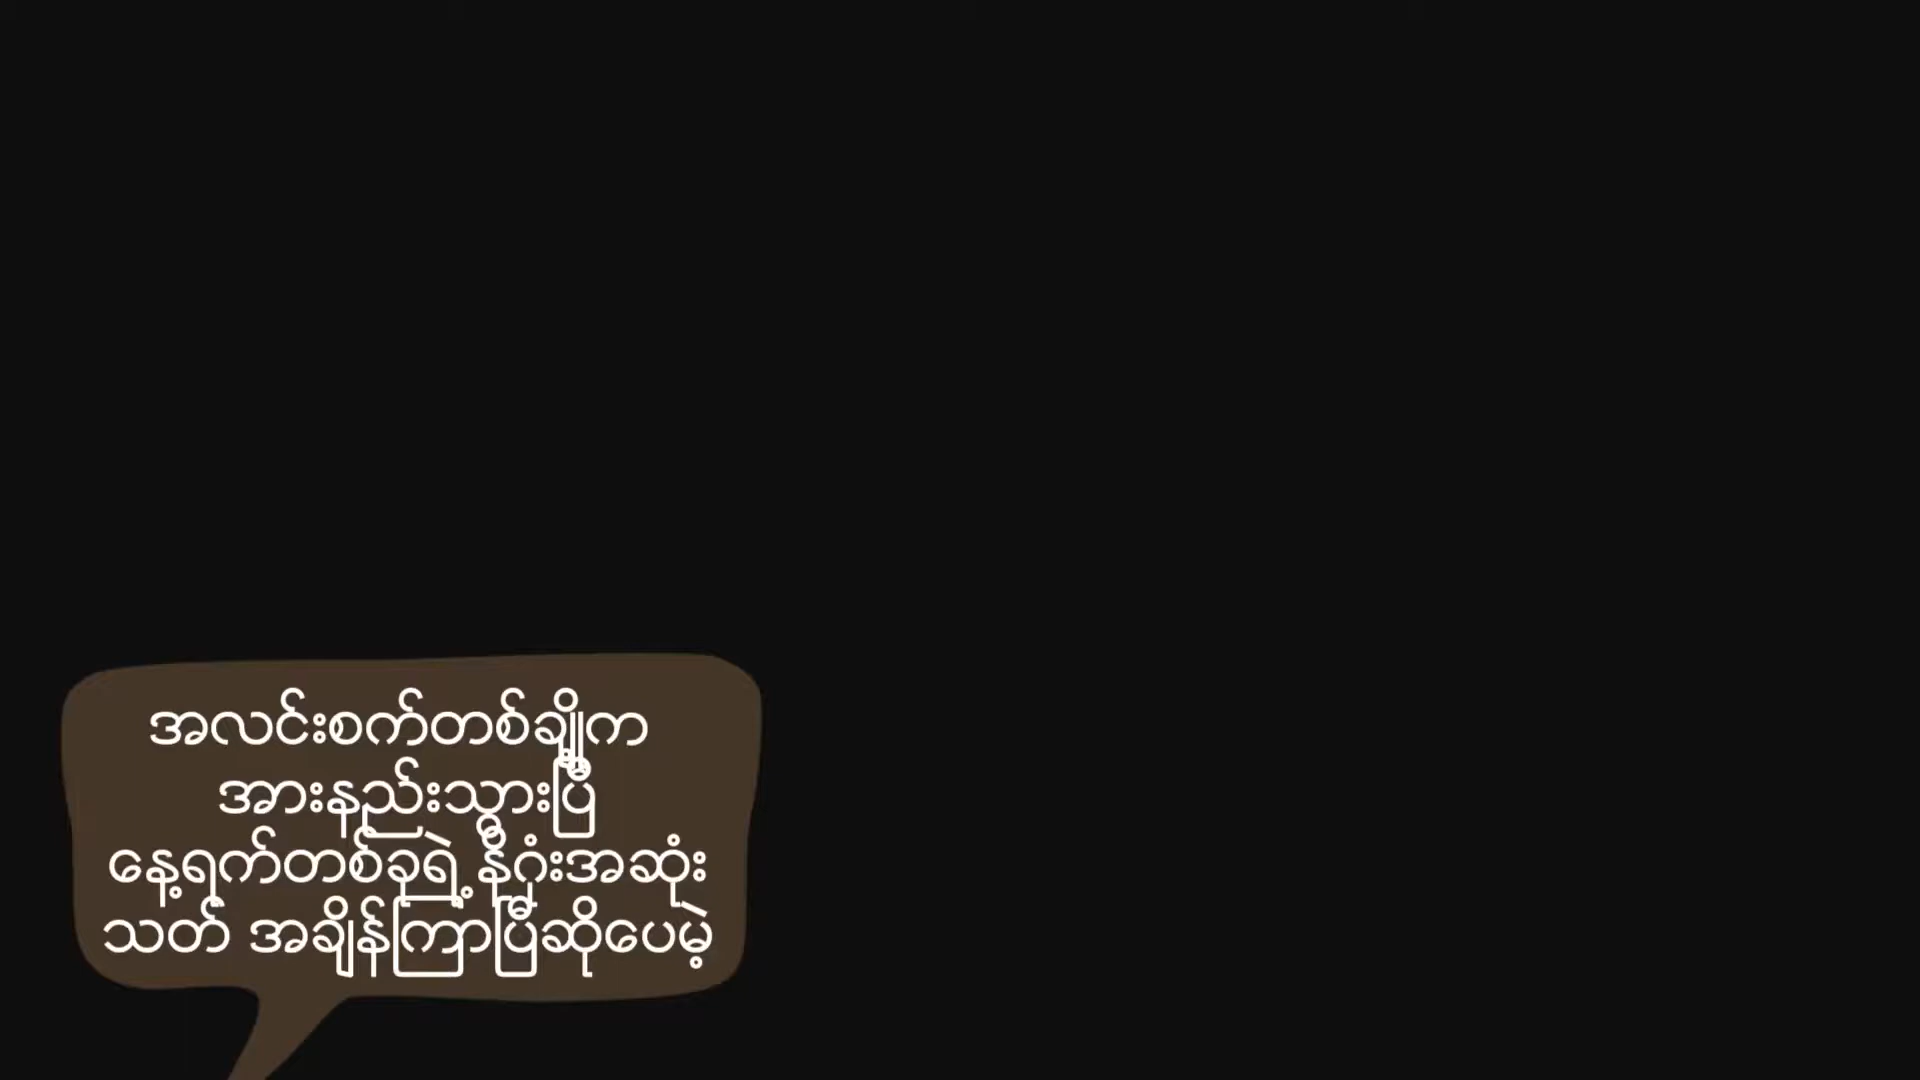 အလင်းစက်တစ်ချို့က
အားနည်းသွားပြီ
နေ့ရက်တစ်ခုရဲ့ နိဂုံးအဆုံး
သတ် အချိန်ကြာပြီဆိုပေမဲ့